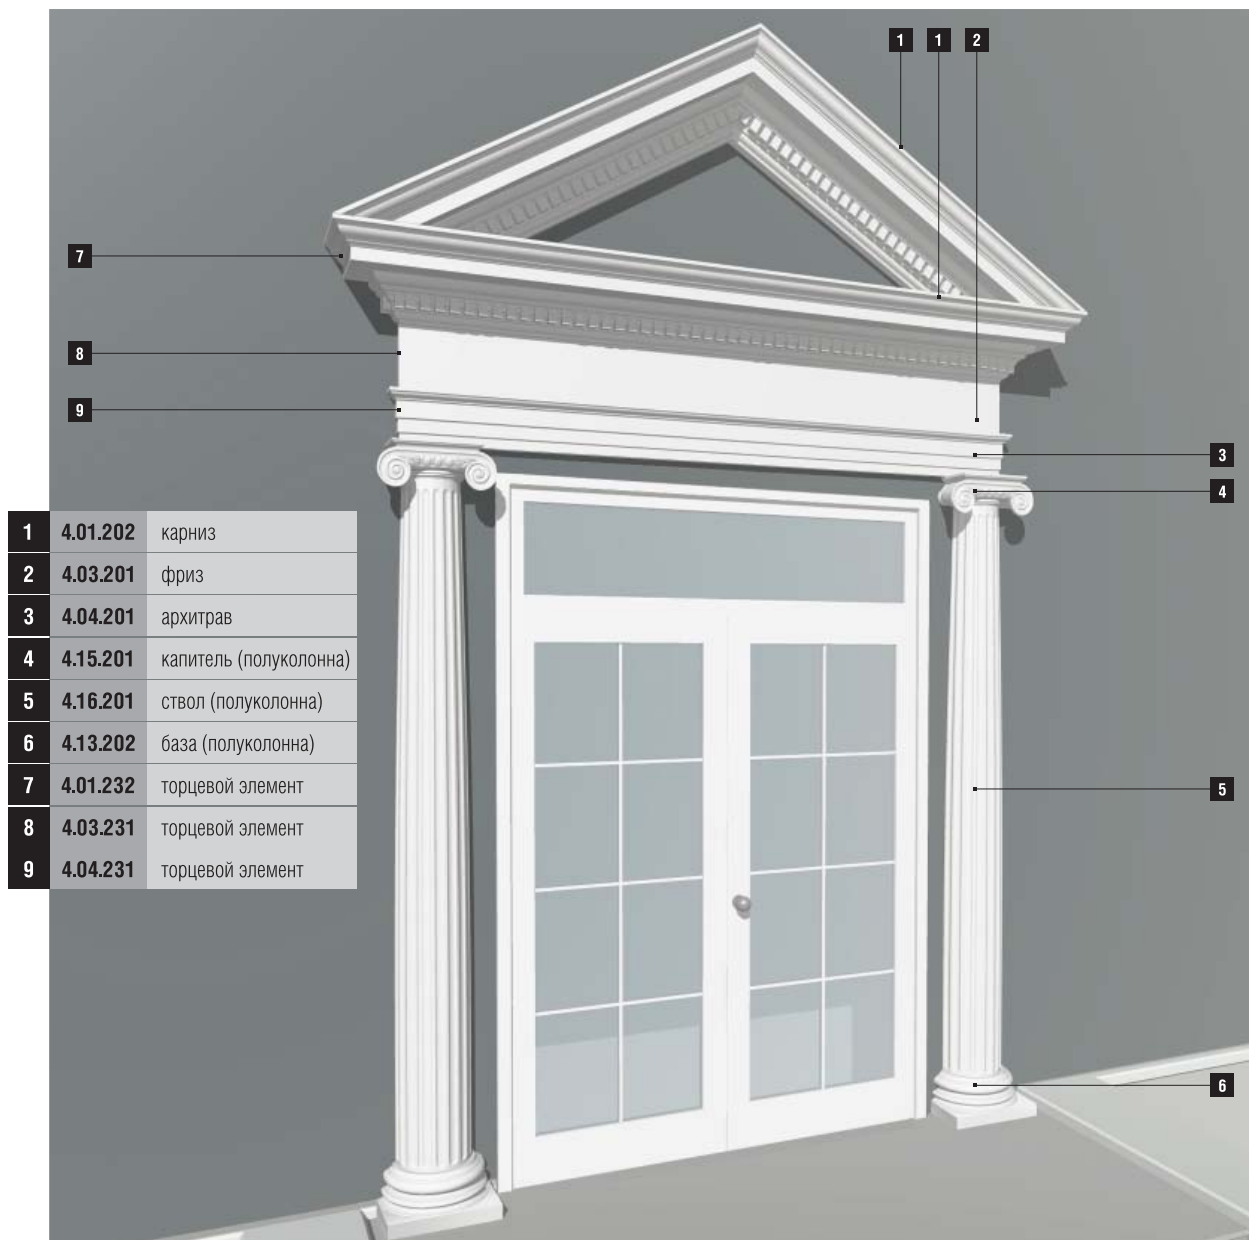 1 1 2
7
8
9
3
4
1 4.01.202 карниз
2 4.03.201 фриз
3 4.04.201 архитрав
4 4.15.201 капитель (полуколонна)
5 4.16.201 ствол (полуколонна)
6 4.13.202 база (полуколонна)
7 4.01.232 торцевой элемент
8 4.03.231 торцевой элемент
9 4.04.231 торцевой элемент
5
6